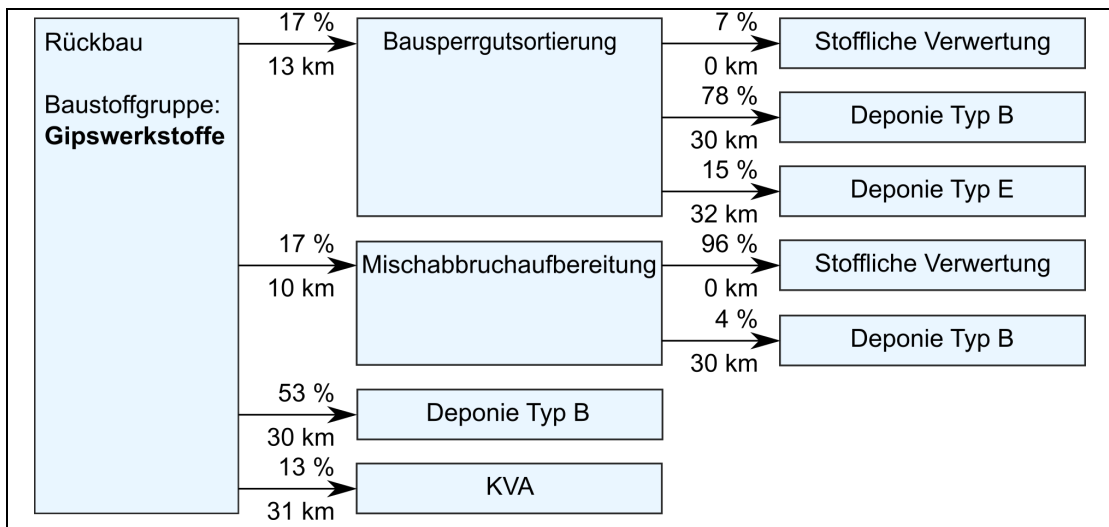 Rückbau
Baustoffgruppe:
Gipswerkstoffe
17 %
13 km
Bausperrgutsortierung
7 %
0 km
Stoffliche Verwertung
78 %
30 km
Deponie Typ B
15 %
32 km
Deponie Typ E
17 %
10 km
Mischabbruchaufbereitung
96 %
0 km
Stoffliche Verwertung
4 %
30 km
Deponie Typ B
53 %
30 km
Deponie Typ B
13 %
31 km
KVA